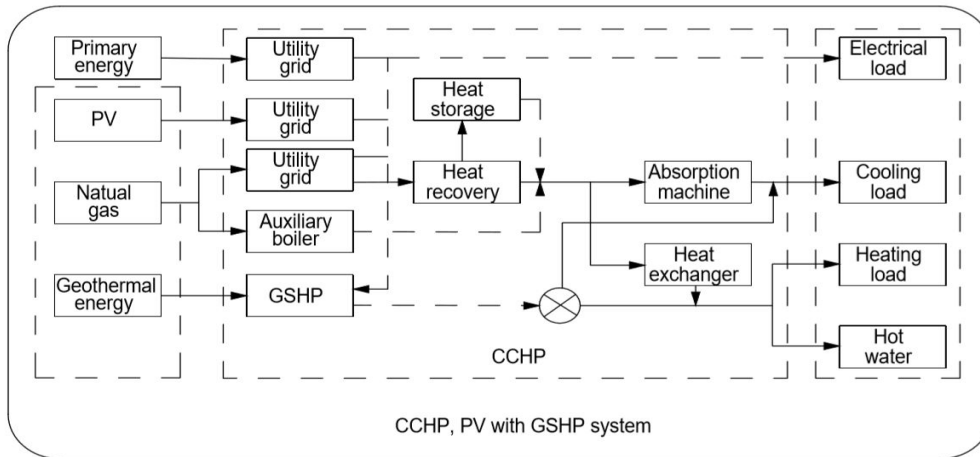 Primary
energy
PV
Natual
gas
Geothermal
energy
Utility
grid
Utility
grid
Utility
grid
Auxiliary
boiler
GSHP
Heat
storage
Heat
recovery
Absorption
machine
Heat
exchanger
CCHP
Electrical
load
Cooling
load
Heating
load
Hot
water
CCHP, PV with GSHP system